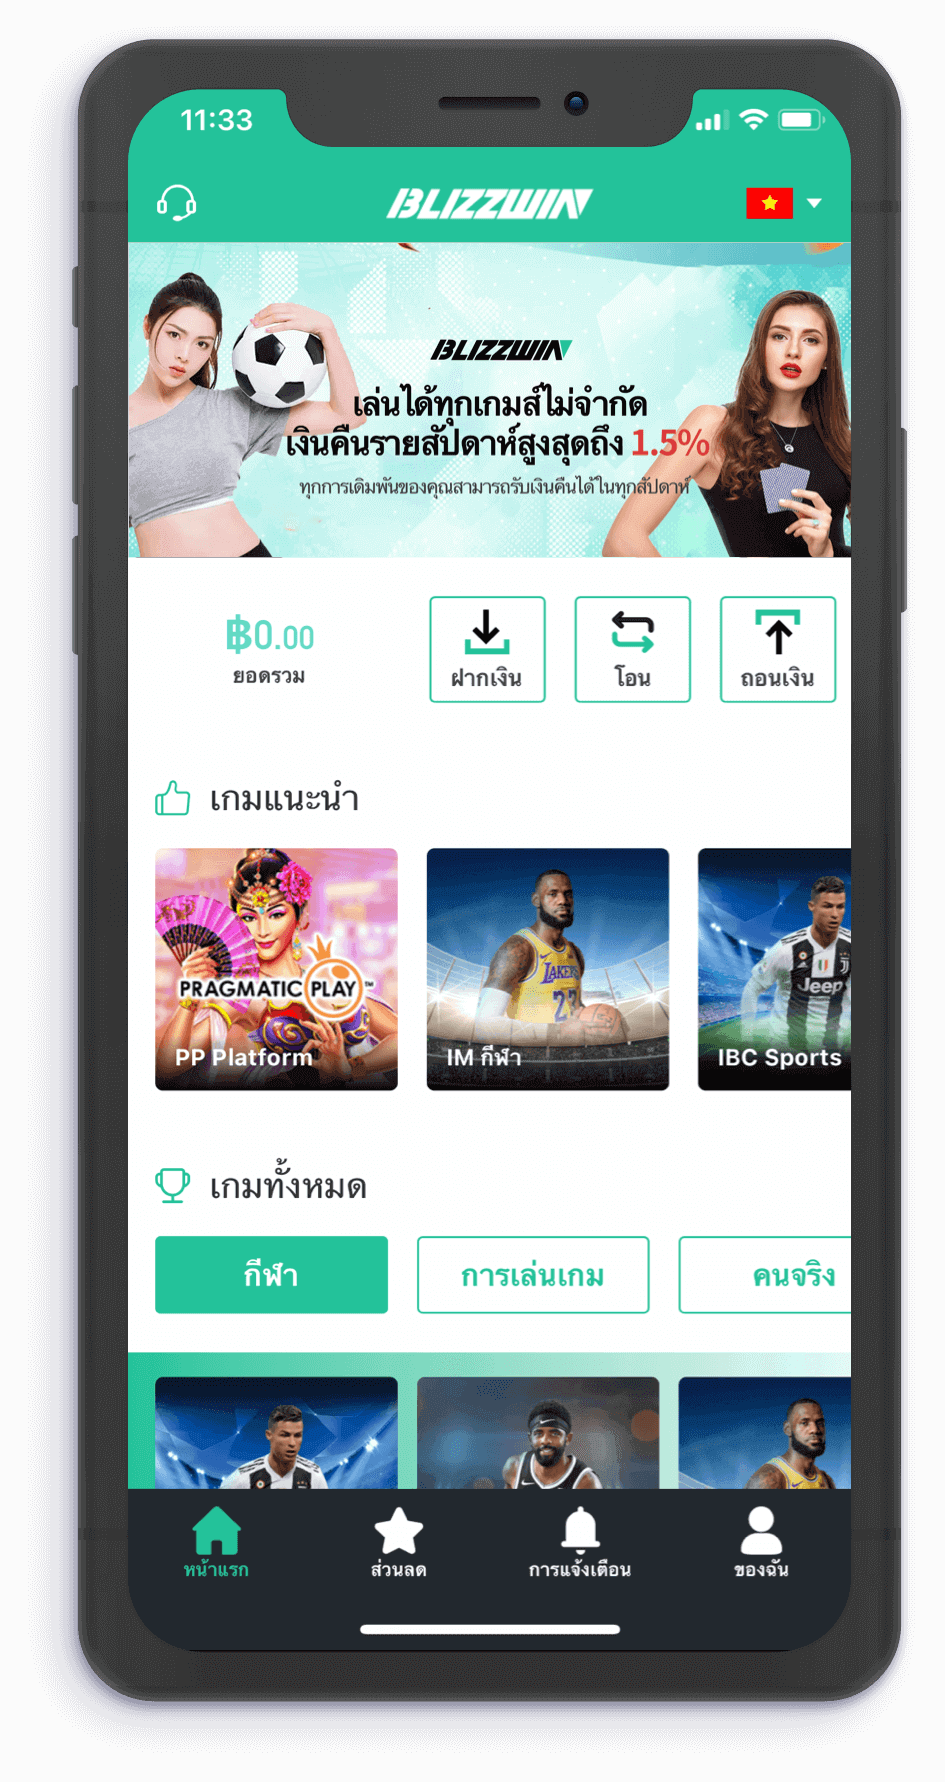 11:33
BLIZZWIN
BLIZZWIN
เล่นได้ทุกเกมส์ไม่จำกัด
เงินคืนรายสัปดาห์สูงสุดถึง 1.5%
ทุกการเดิมพันของคุณสามารถรับเงินคืนได้ในทุกสัปดาห์
฿0.00
ยอดรวม
ฝากเงิน
โอน
ถอนเงิน
เกมแนะนำ
PRAGMATIC PLAY™
PP Platform
LAKERS
23
IM กีฬา
Jeep
IBC Sports
เกมทั้งหมด
กีฬา
การเล่นเกม
คนจริง
หน้าแรก
ส่วนลด
การแจ้งเตือน
ของฉัน